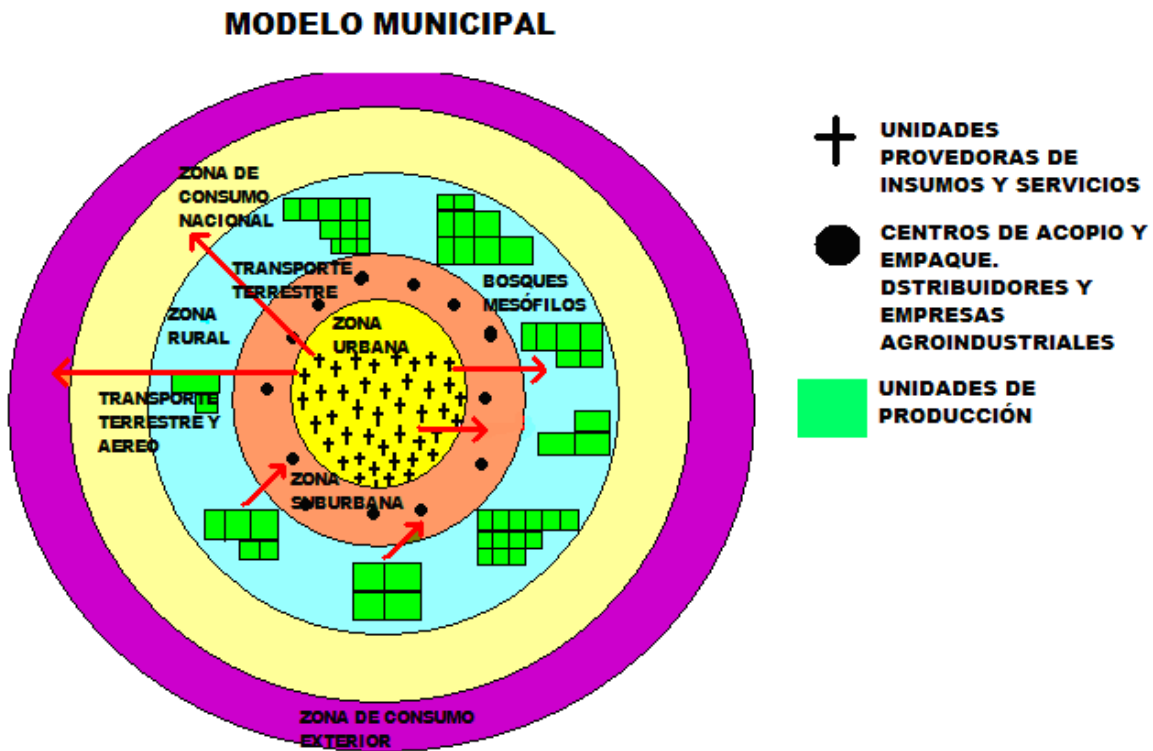 MODELO MUNICIPAL
ZONA DE
CONSUMO
NACIONAL
TRANSPORTE
TERRESTRE
BOSQUES
MESÓFILOS
ZONA
RURAL
ZONA
URBANA
TRANSPORTE
TERRESTRE Y
AEREO
ZONA
SUBURBANA
ZONA DE CONSUMO
EXTERIOR
UNIDADES
PROVEDORAS DE
INSUMOS Y SERVICIOS
CENTROS DE ACOPIO Y
EMPAQUE.
DSTRIBUIDORES Y
EMPRESAS
AGROINDUSTRIALES
UNIDADES DE
PRODUCCIÓN